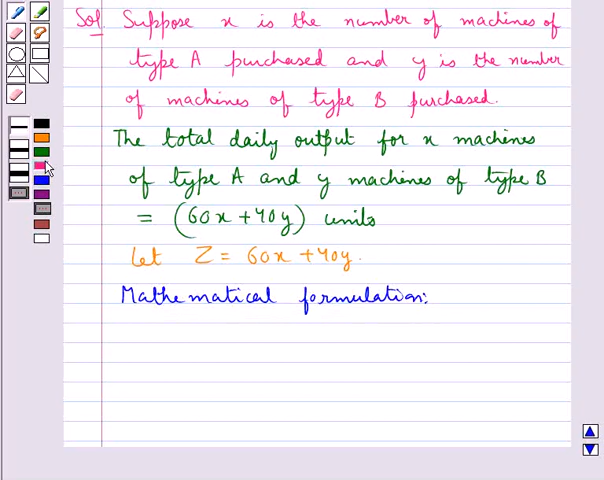 Sol Suppose x is the number of machines of
type A purchased and y is the number
of machines of type B purchased.
The total daily output for x machines
of type A and y machines of type B
= (60x + 40y) units
Let Z = 60x + 40y.
Mathematical formulation: